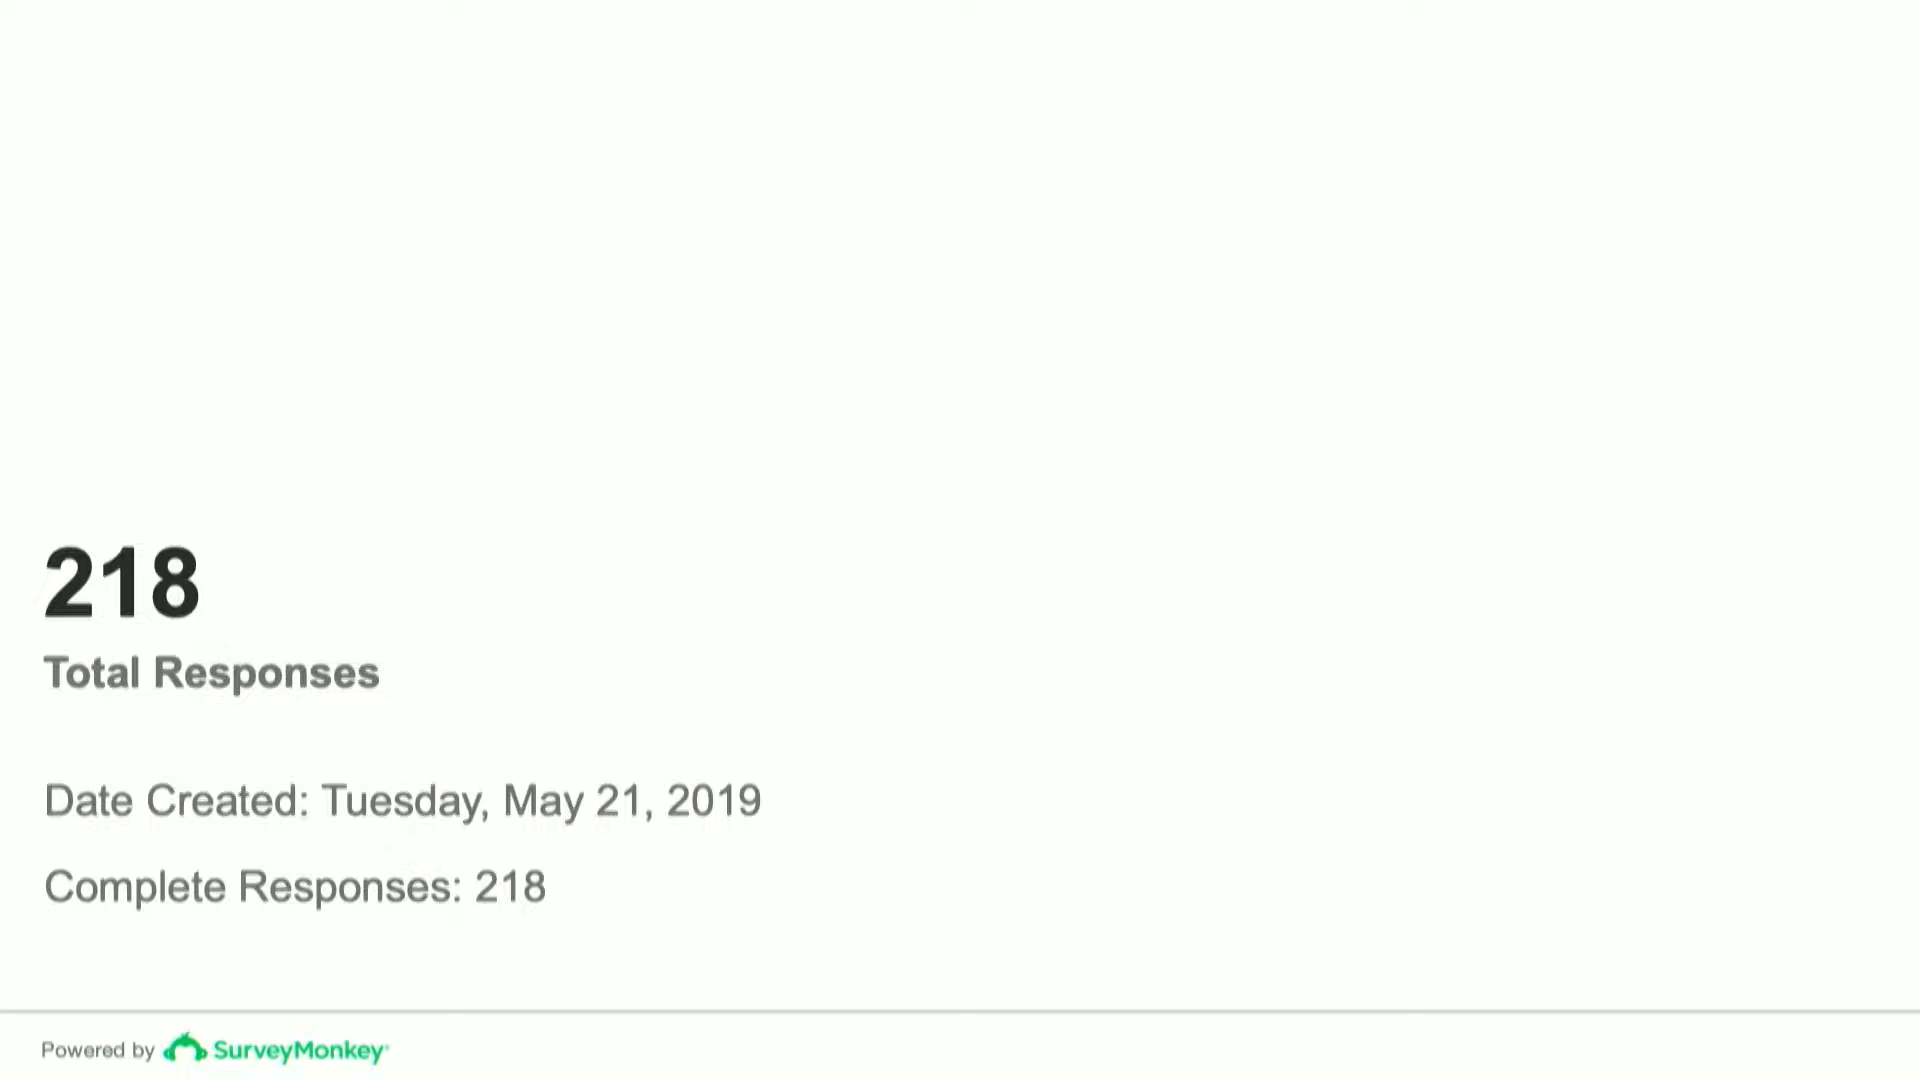 218
Total Responses
Date Created: Tuesday, May 21, 2019
Complete Responses: 218
Powered by SurveyMonkey